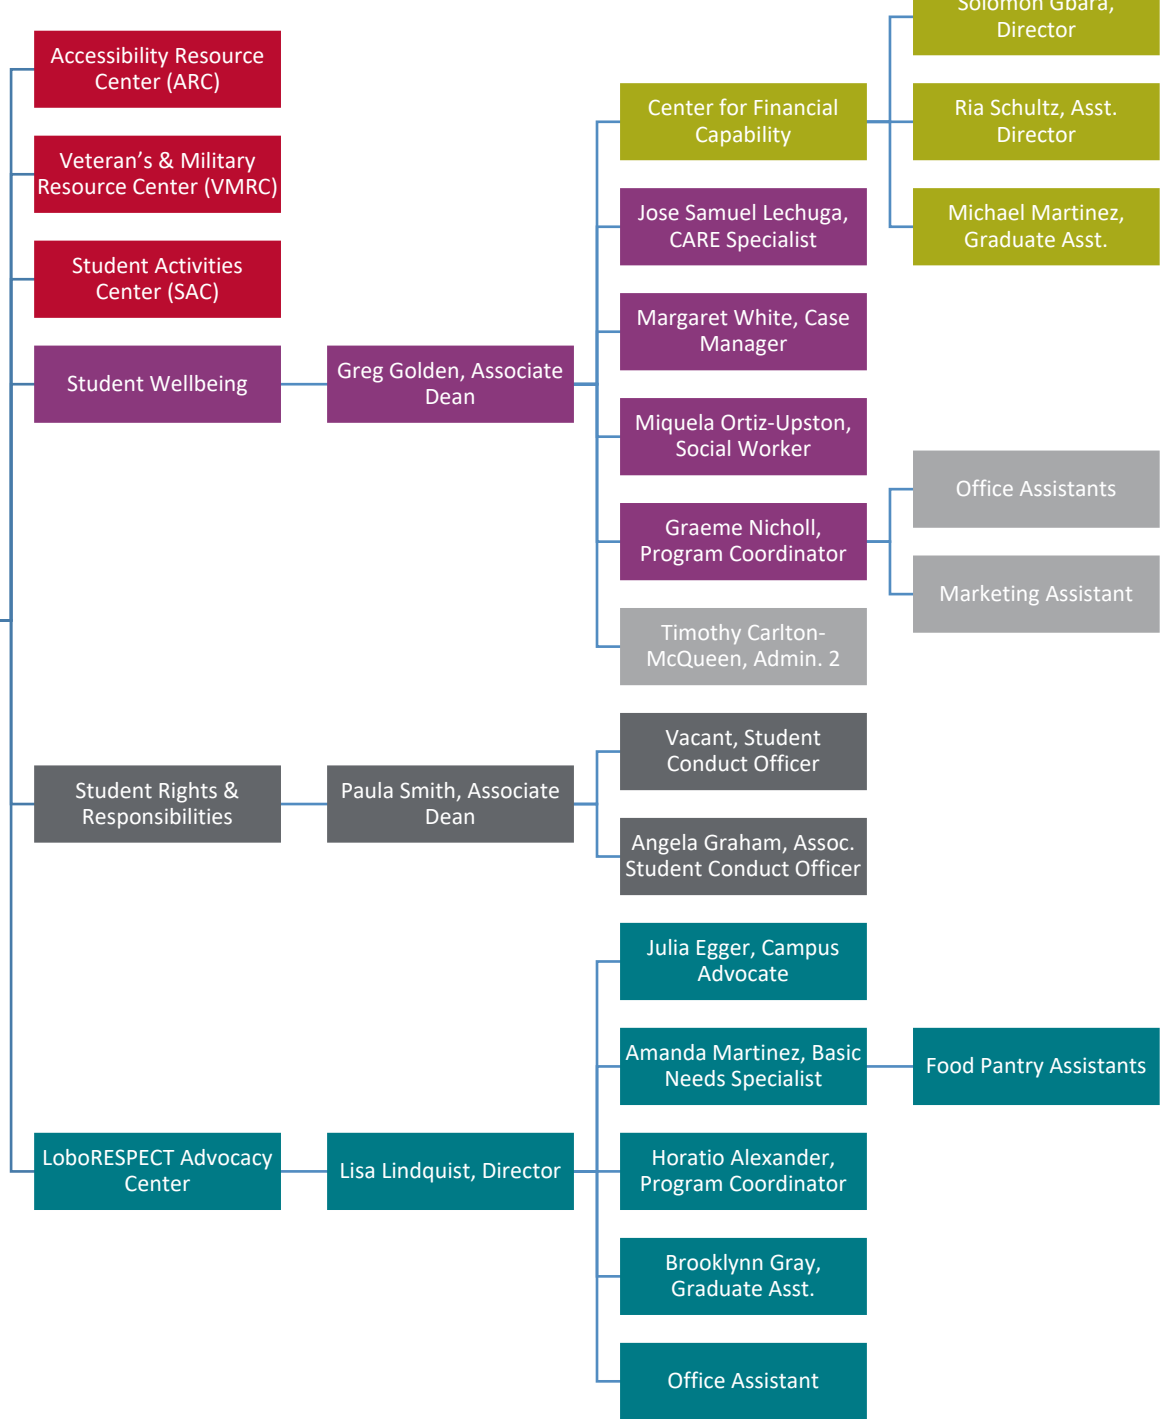 Solomon Gbara,
Director
Accessibility Resource
Center (ARC)
Center for Financial
Capability
Ria Schultz, Asst.
Director
Veteran’s & Military
Resource Center (VMRC)
Jose Samuel Lechuga,
CARE Specialist
Michael Martinez,
Graduate Asst.
Student Activities
Center (SAC)
Margaret White, Case
Manager
Student Wellbeing
Greg Golden, Associate
Dean
Miquela Ortiz-Upston,
Social Worker
Graeme Nicholl,
Program Coordinator
Office Assistants
Marketing Assistant
Timothy Carlton-
McQueen, Admin. 2
Student Rights &
Responsibilities
Paula Smith, Associate
Dean
Vacant, Student
Conduct Officer
Angela Graham, Assoc.
Student Conduct Officer
LoboRESPECT Advocacy
Center
Lisa Lindquist, Director
Julia Egger, Campus
Advocate
Amanda Martinez, Basic
Needs Specialist
Food Pantry Assistants
Horatio Alexander,
Program Coordinator
Brooklynn Gray,
Graduate Asst.
Office Assistant